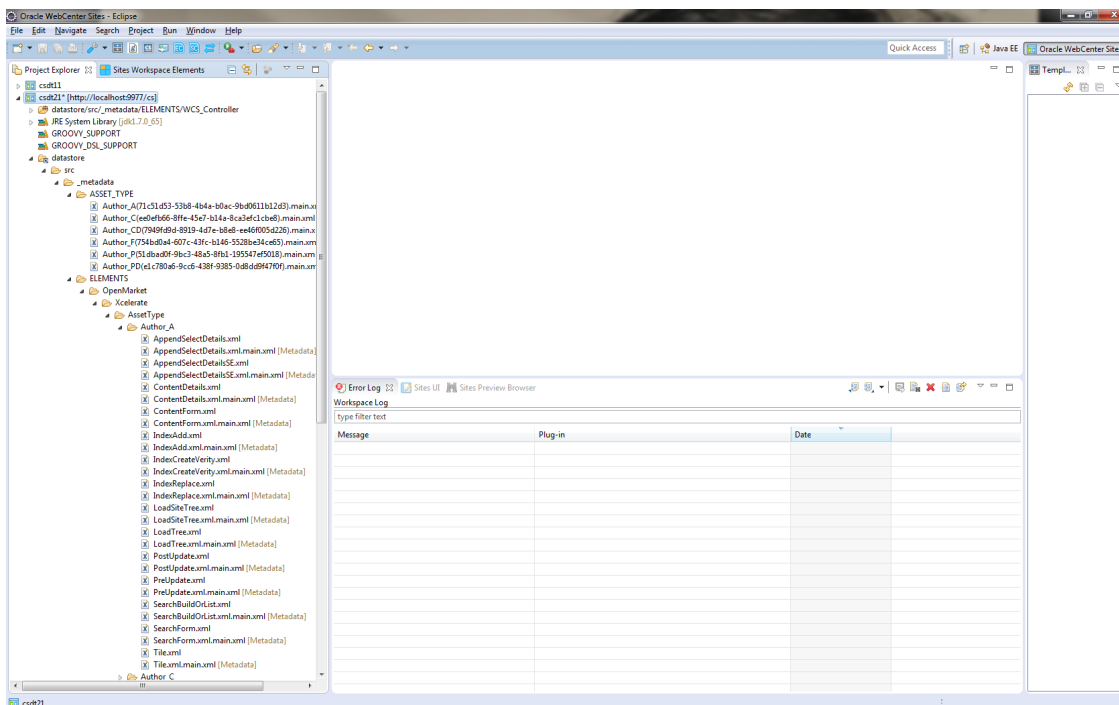 Oracle WebCenter Sites - Eclipse
File Edit Navigate Search Project Run Window Help
Quick Access Java EE Oracle WebCenter Site
Project Explorer Sites Workspace Elements
Templ...
csdt11
csdt21* [http://localhost:9977/cs]
datastore/src/_metadata/ELEMENTS/WCS_Controller
JRE System Library [jdk1.7.0_65]
GROOVY_SUPPORT
GROOVY_DSL_SUPPORT
datastore
src
_metadata
ASSET_TYPE
Author_A(71c51d53-53b8-4b4a-b0ac-9bd0611b12d3).main.x
Author_C(ee0efb66-8ffe-45e7-b14a-8ca3efc1cbe8).main.xml
Author_CD(7949fd9d-8919-4d7e-b8e8-ee46f005d226).main.x
Author_F(754bd0a4-607c-43fc-b146-5528be34ce65).main.xm
Author_P(51dbad0f-9bc3-48a5-8fb1-195547ef5018).main.xm
Author_PD(e1c780a6-9cc6-438f-9385-0d8dd9f47f0f).main.xm
ELEMENTS
OpenMarket
Xcelerate
AssetType
Author_A
AppendSelectDetails.xml
AppendSelectDetails.xml.main.xml [Metadata]
AppendSelectDetailsSE.xml
AppendSelectDetailsSE.xml.main.xml [Metada
ContentDetails.xml
ContentDetails.xml.main.xml [Metadata]
ContentForm.xml
ContentForm.xml.main.xml [Metadata]
IndexAdd.xml
IndexAdd.xml.main.xml [Metadata]
IndexCreateVerity.xml
IndexCreateVerity.xml.main.xml [Metadata]
IndexReplace.xml
IndexReplace.xml.main.xml [Metadata]
LoadSiteTree.xml
LoadSiteTree.xml.main.xml [Metadata]
LoadTree.xml
LoadTree.xml.main.xml [Metadata]
PostUpdate.xml
PostUpdate.xml.main.xml [Metadata]
PreUpdate.xml
PreUpdate.xml.main.xml [Metadata]
SearchBuildOrList.xml
SearchBuildOrList.xml.main.xml [Metadata]
SearchForm.xml
SearchForm.xml.main.xml [Metadata]
Tile.xml
Tile.xml.main.xml [Metadata]
Author_C
Error Log Sites UI Sites Preview Browser
Workspace Log
type filter text
Message Plug-in Date
csdt21